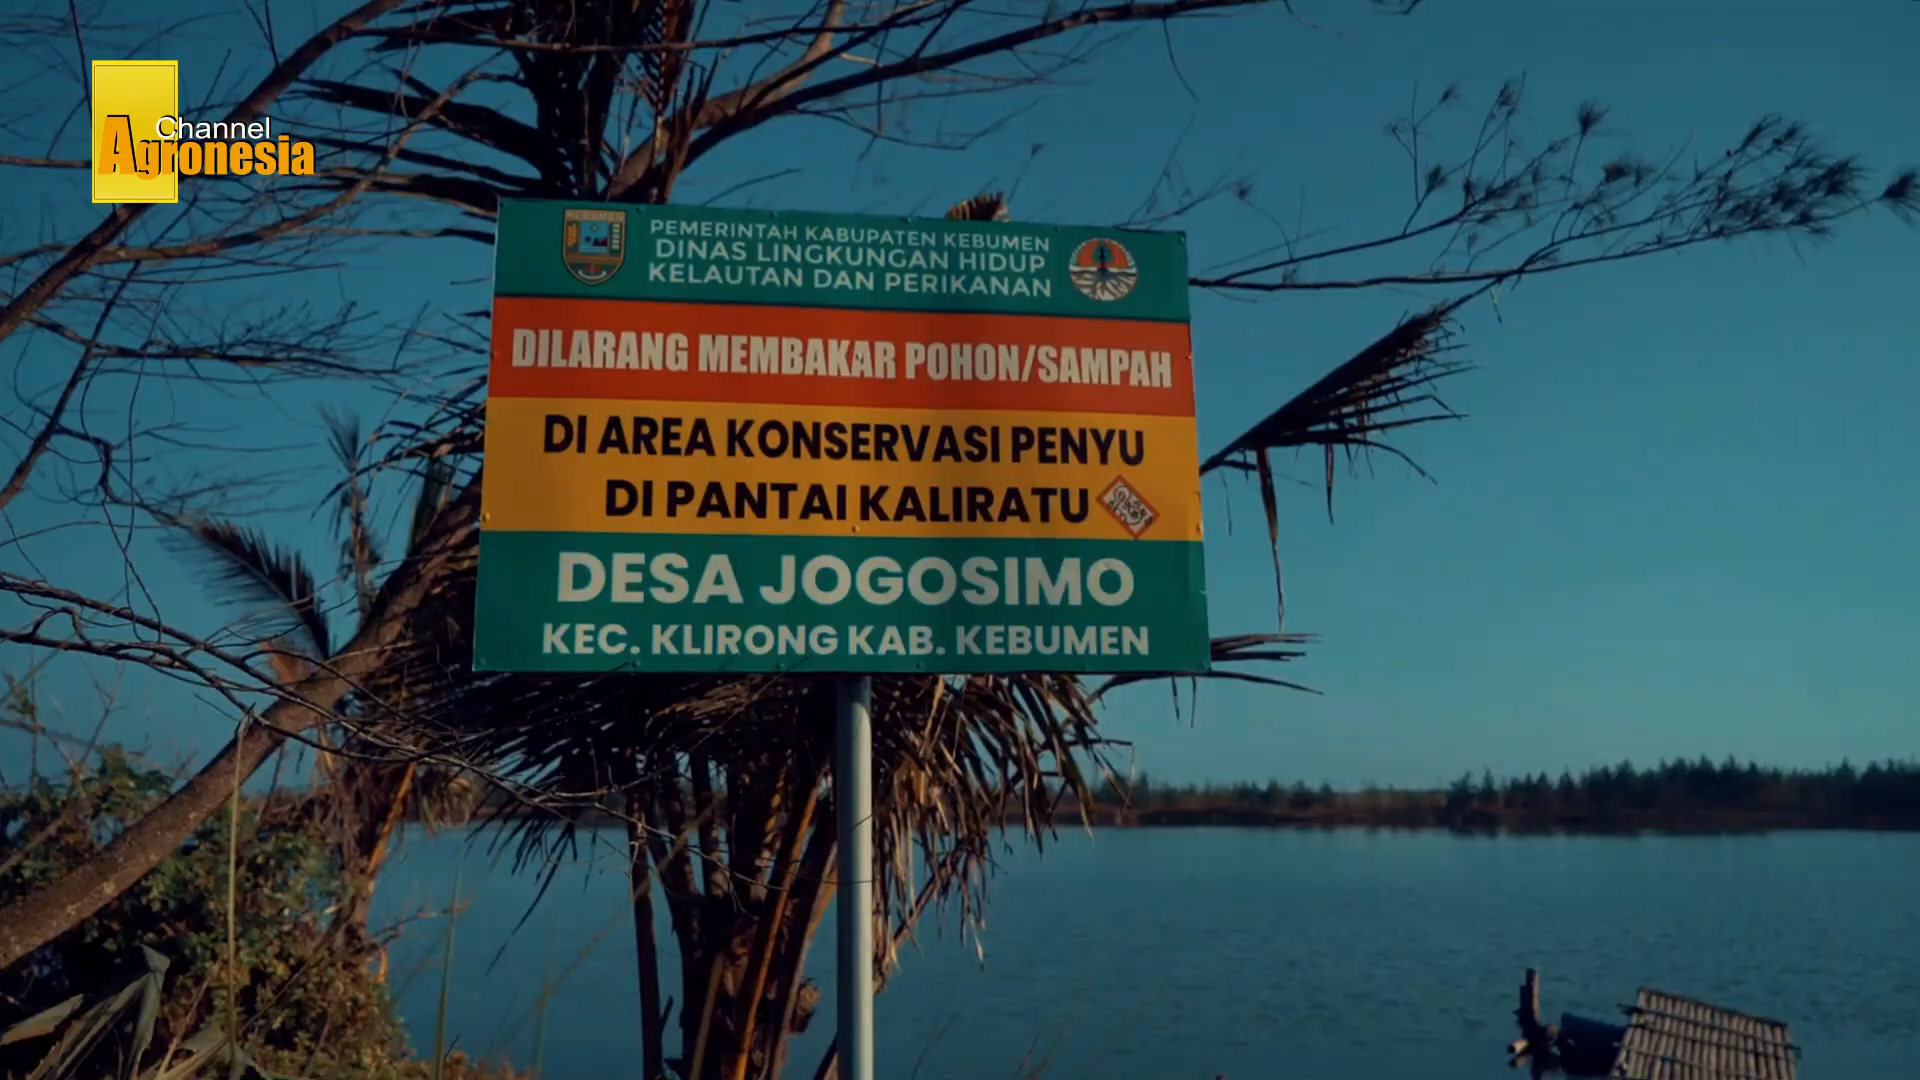 Channel
Agronesia
KEBUMEN
PEMERINTAH KABUPATEN KEBUMEN
DINAS LINGKUNGAN HIDUP
KELAUTAN DAN PERIKANAN
DILARANG MEMBAKAR POHON/SAMPAH
DI AREA KONSERVASI PENYU
DI PANTAI KALIRATU
DESA JOGOSIMO
KEC. KLIRONG KAB. KEBUMEN